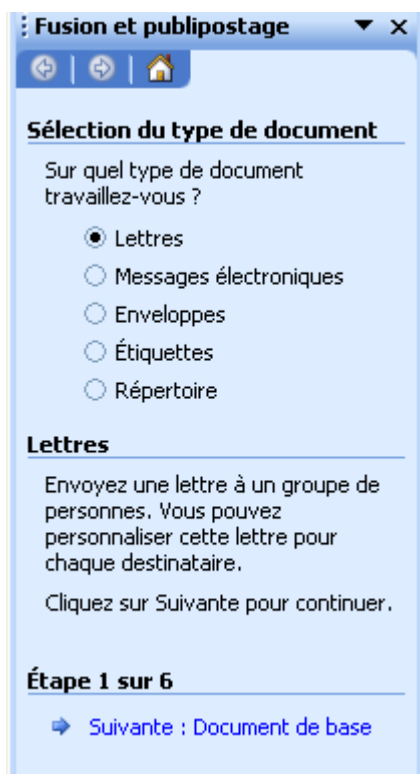 Fusion et publipostage
Sélection du type de document
Sur quel type de document
travaillez-vous ?
Lettres
Messages électroniques
Enveloppes
Étiquettes
Répertoire
Lettres
Envoyez une lettre à un groupe de
personnes. Vous pouvez
personnaliser cette lettre pour
chaque destinataire.
Cliquez sur Suivante pour continuer.
Étape 1 sur 6
Suivante : Document de base